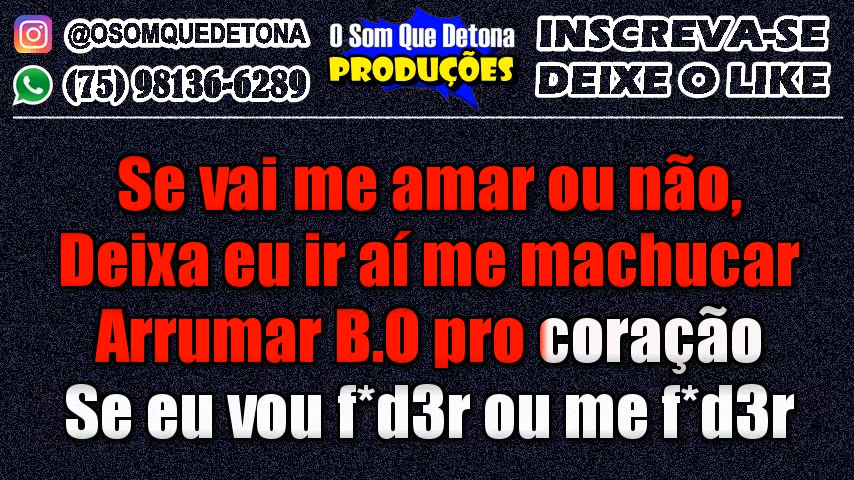 @OSOMQUEDETONA
(75) 98136-6289
O Som Que Detona
PRODUÇÕES
INSCREVA-SE
DEIXE O LIKE
Se vai me amar ou não,
Deixa eu ir aí me machucar
Arrumar B.O pro coração
Se eu vou f*d3r ou me f*d3r